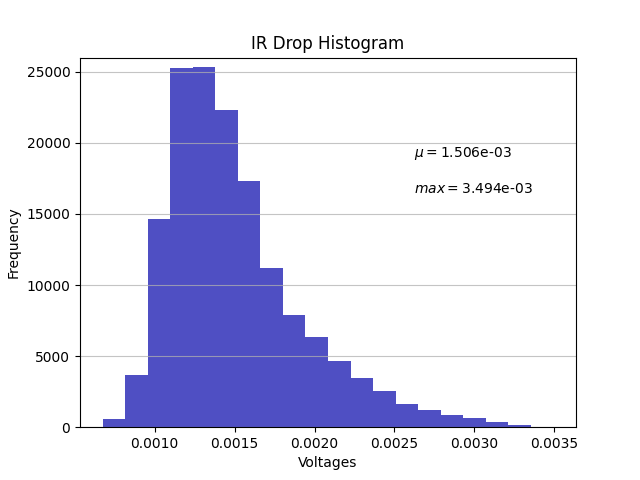 IR Drop Histogram
25000
20000
15000
10000
5000
0
Frequency
μ = 1.506e-03
max = 3.494e-03
0.0010 0.0015 0.0020 0.0025 0.0030 0.0035
Voltages